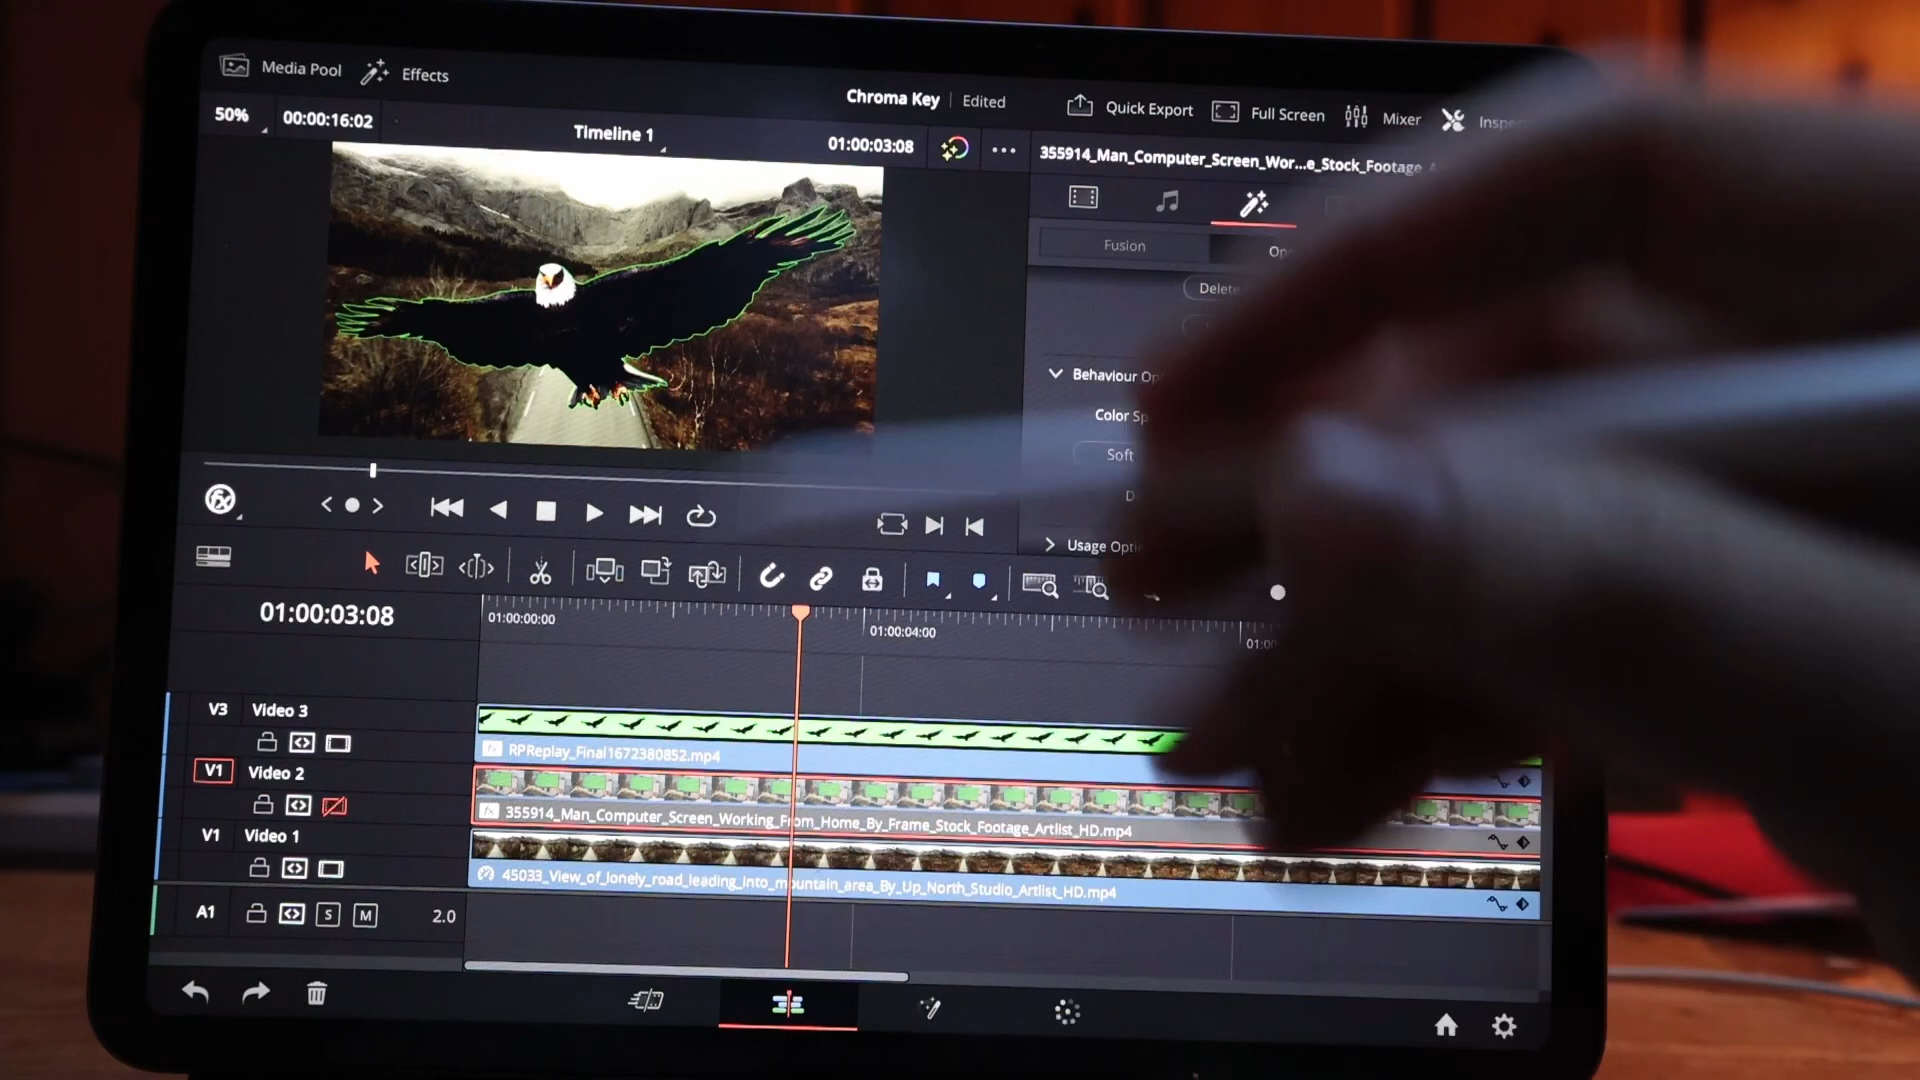 Media Pool
Effects
Chroma Key
Edited
Quick Export
Full Screen
Mixer
50%
00:00:16:02
Timeline 1
01:00:03:08
355914_Man_Computer_Screen_Wor...e_Stock_Footage
Fusion
Delete
Behaviour
Color
Soft
Usage
01:00:03:08
01:00:00:00
01:00:04:00
V3
Video 3
RPReplay_Final1672380852.mp4
V1
Video 2
355914_Man_Computer_Screen_Working_From_Home_By_Frame_Stock_Footage_Artlist_HD.mp4
V1
Video 1
45033_View_of_lonely_road_leading_into_mountain_area_By_Up_North_Studio_Artlist_HD.mp4
A1
S
M
2.0